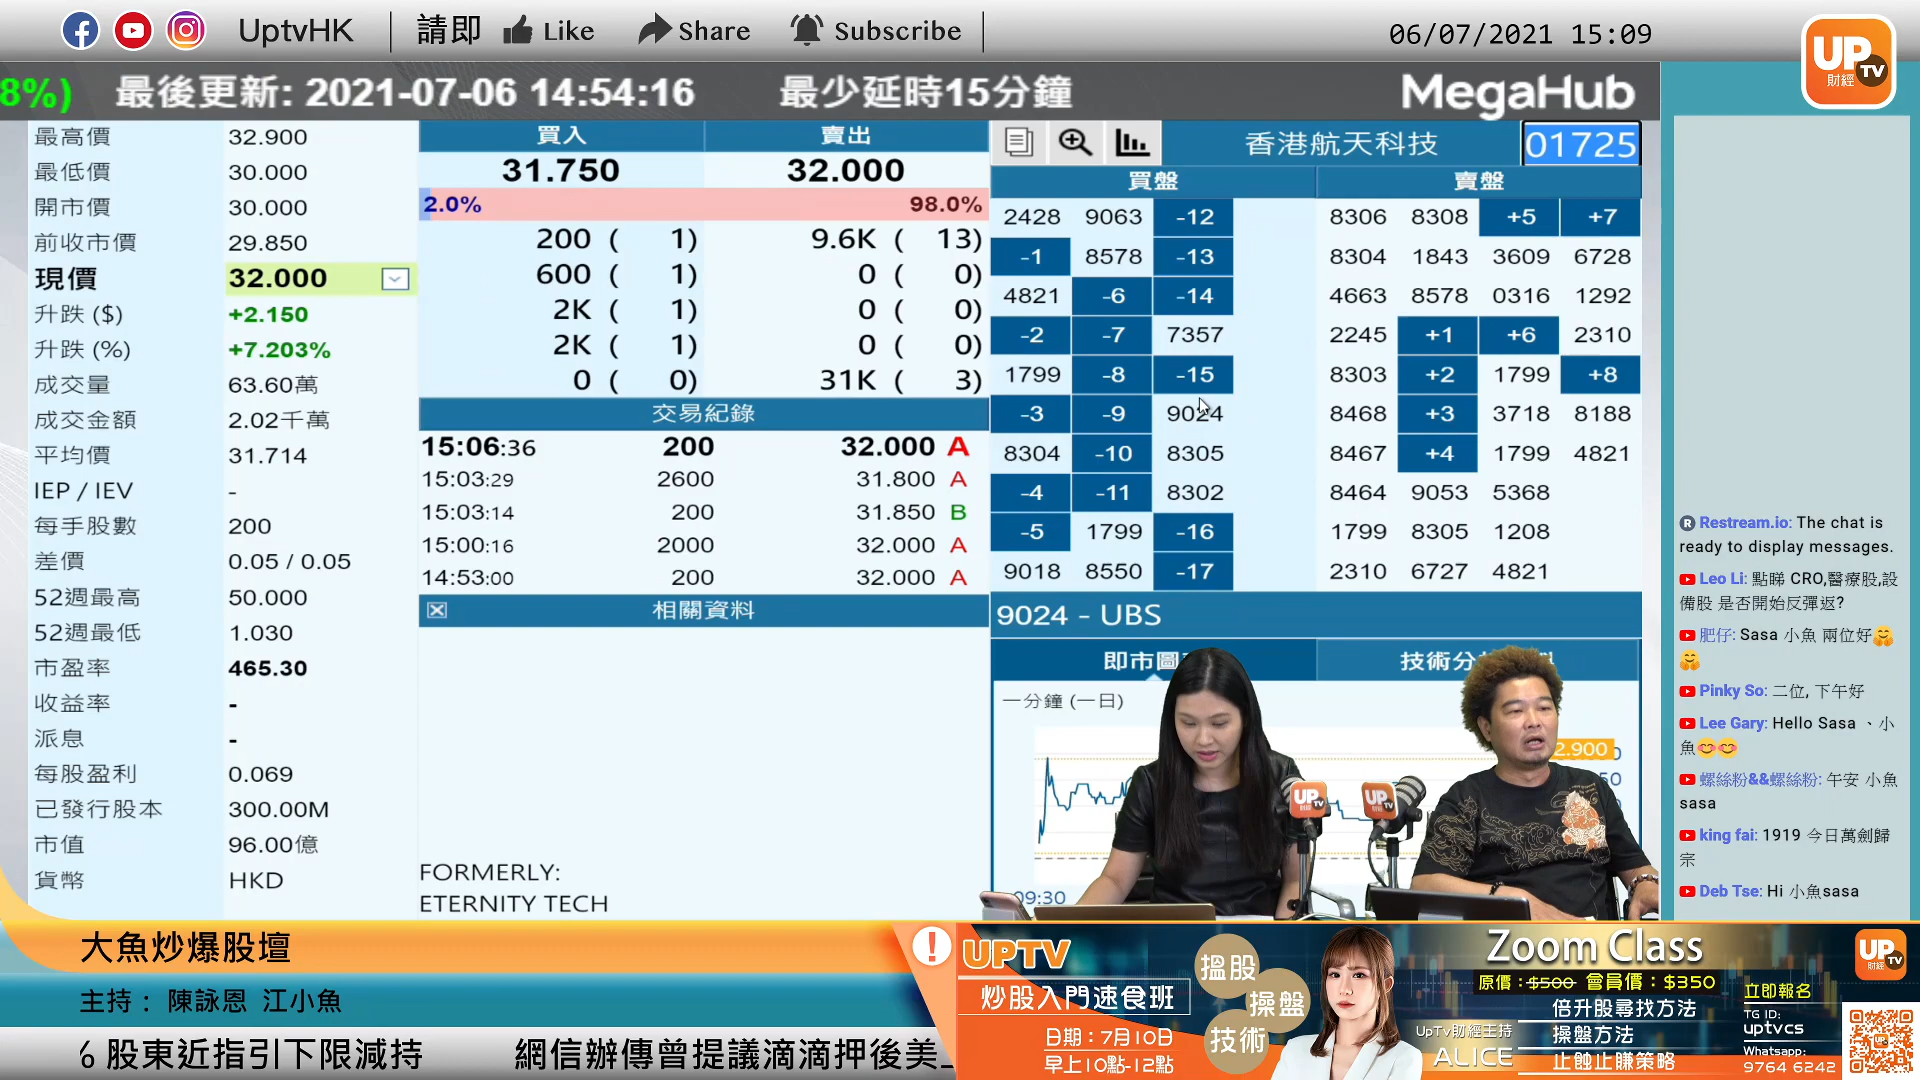 UptvHK 請即 Like Share Subscribe 06/07/2021 15:09
UP TV 財經
8%) 最後更新: 2021-07-06 14:54:16 最少延時15分鐘 MegaHub
最高價 32.900
最低價 30.000
開市價 30.000
前收市價 29.850
現價 32.000
升跌 ($) +2.150
升跌 (%) +7.203%
成交量 63.60萬
成交金額 2.02千萬
平均價 31.714
IEP / IEV -
每手股數 200
差價 0.05 / 0.05
52週最高 50.000
52週最低 1.030
市盈率 465.30
收益率 -
派息 -
每股盈利 0.069
已發行股本 300.00M
市值 96.00億
貨幣 HKD
買入 賣出
31.750 32.000
2.0% 98.0%
200 ( 1) 9.6K ( 13)
600 ( 1) 0 ( 0)
2K ( 1) 0 ( 0)
2K ( 1) 0 ( 0)
0 ( 0) 31K ( 3)
交易紀錄
15:06:36 200 32.000 A
15:03:29 2600 31.800 A
15:03:14 200 31.850 B
15:00:16 2000 32.000 A
14:53:00 200 32.000 A
相關資料
FORMERLY:
ETERNITY TECH
香港航天科技 01725
買盤 賣盤
2428 9063 -12 8306 8308 +5 +7
-1 8578 -13 8304 1843 3609 6728
4821 -6 -14 4663 8578 0316 1292
-2 -7 7357 2245 +1 +6 2310
1799 -8 -15 8303 +2 1799 +8
-3 -9 9024 8468 +3 3718 8188
8304 -10 8305 8467 +4 1799 4821
-4 -11 8302 8464 9053 5368
-5 1799 -16 1799 8305 1208
9018 8550 -17 2310 6727 4821
9024 - UBS
即市圖 技術分
一分鐘 (一日)
2.900
09:30
UP TV
UP TV
Restream.io: The chat is
ready to display messages.
Leo Li: 點睇 CRO,醫療股,設
備股 是否開始反彈返?
肥仔: Sasa 小魚 兩位好🤗
🤗
Pinky So: 二位, 下午好
Lee Gary: Hello Sasa 、小
魚😊😊
螺絲粉&&螺絲粉: 午安 小魚
sasa
king fai: 1919 今日萬劍歸
宗
Deb Tse: Hi 小魚sasa
大魚炒爆股壇
主持： 陳詠恩 江小魚
6 股東近指引下限減持 網信辦傳曾提議滴滴押後美上
! UPTV
炒股入門速食班
日期：7月10日
早上10點-12點
搵股
操盤
技術
Zoom Class
原價：$500 會員價：$350
倍升股尋找方法
操盤方法
止蝕止賺策略
UpTV財經主持
ALICE
UP TV 財經
立即報名
TG ID:
uptvcs
Whatsapp:
9764 6242